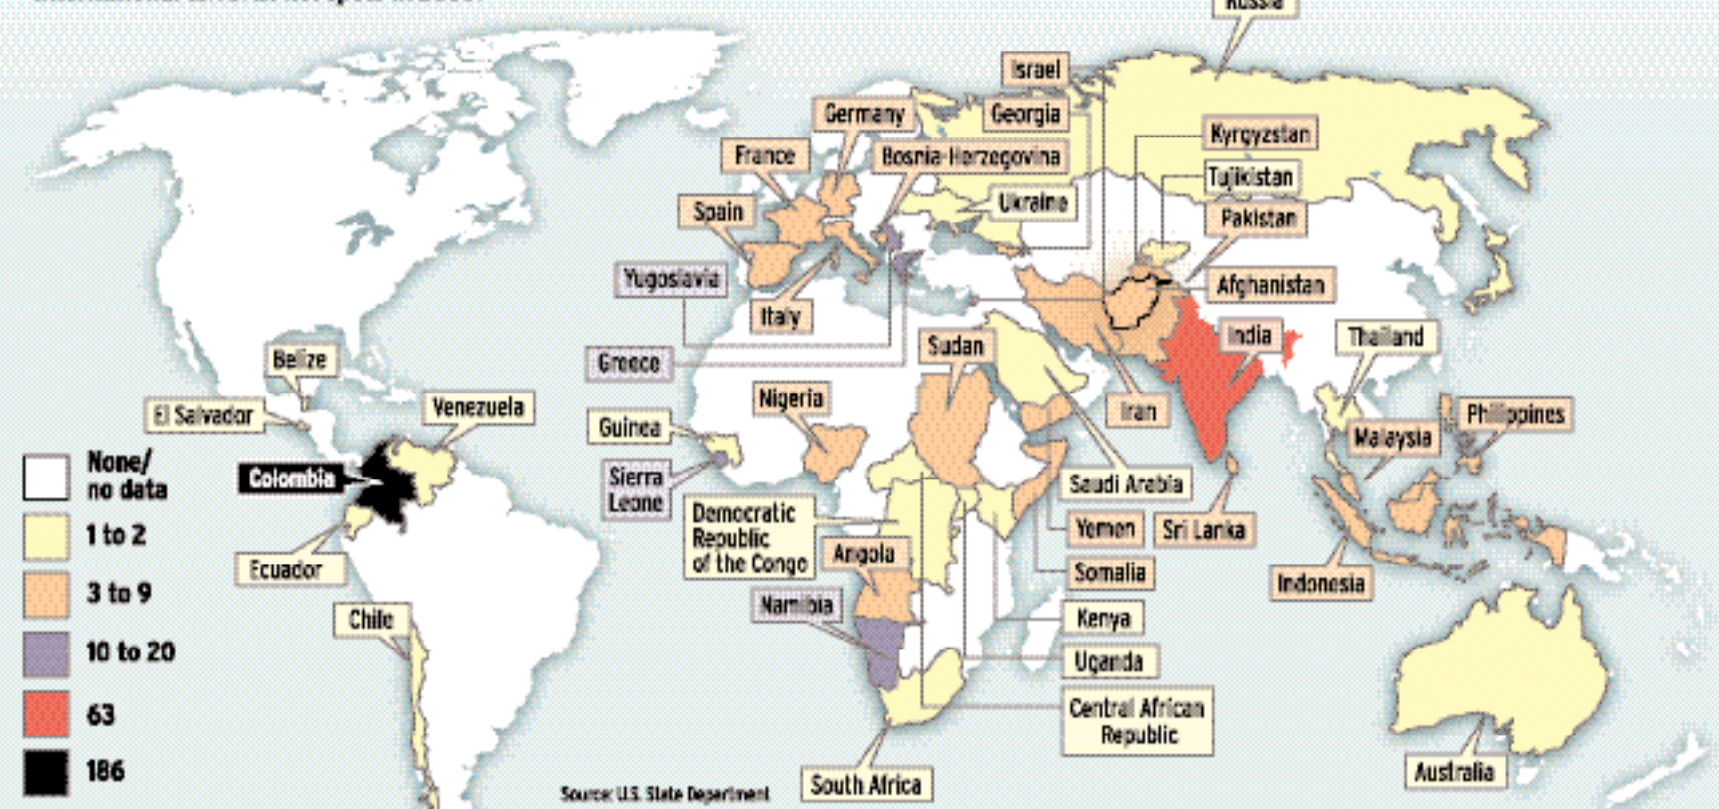 Russia
Israel
Germany
Georgia
Kyrgyzstan
France
Bosnia-Herzegovina
Tujikistan
Ukraine
Spain
Pakistan
Yugoslavia
Afghanistan
Italy
India
Thailand
Sudan
Belize
Greece
Nigeria
Iran
Venezuela
El Salvador
Philippines
Guinea
Malaysia
None/
no data
Colombia
Sierra
Leone
Saudi Arabia
Democratic
Republic
of the Congo
1 to 2
Yemen
Sri Lanka
Angola
Ecuador
Somalia
Indonesia
3 to 9
Namibia
Chile
Kenya
10 to 20
Uganda
63
Central African
Republic
186
South Africa
Australia
Source: U.S. State Department